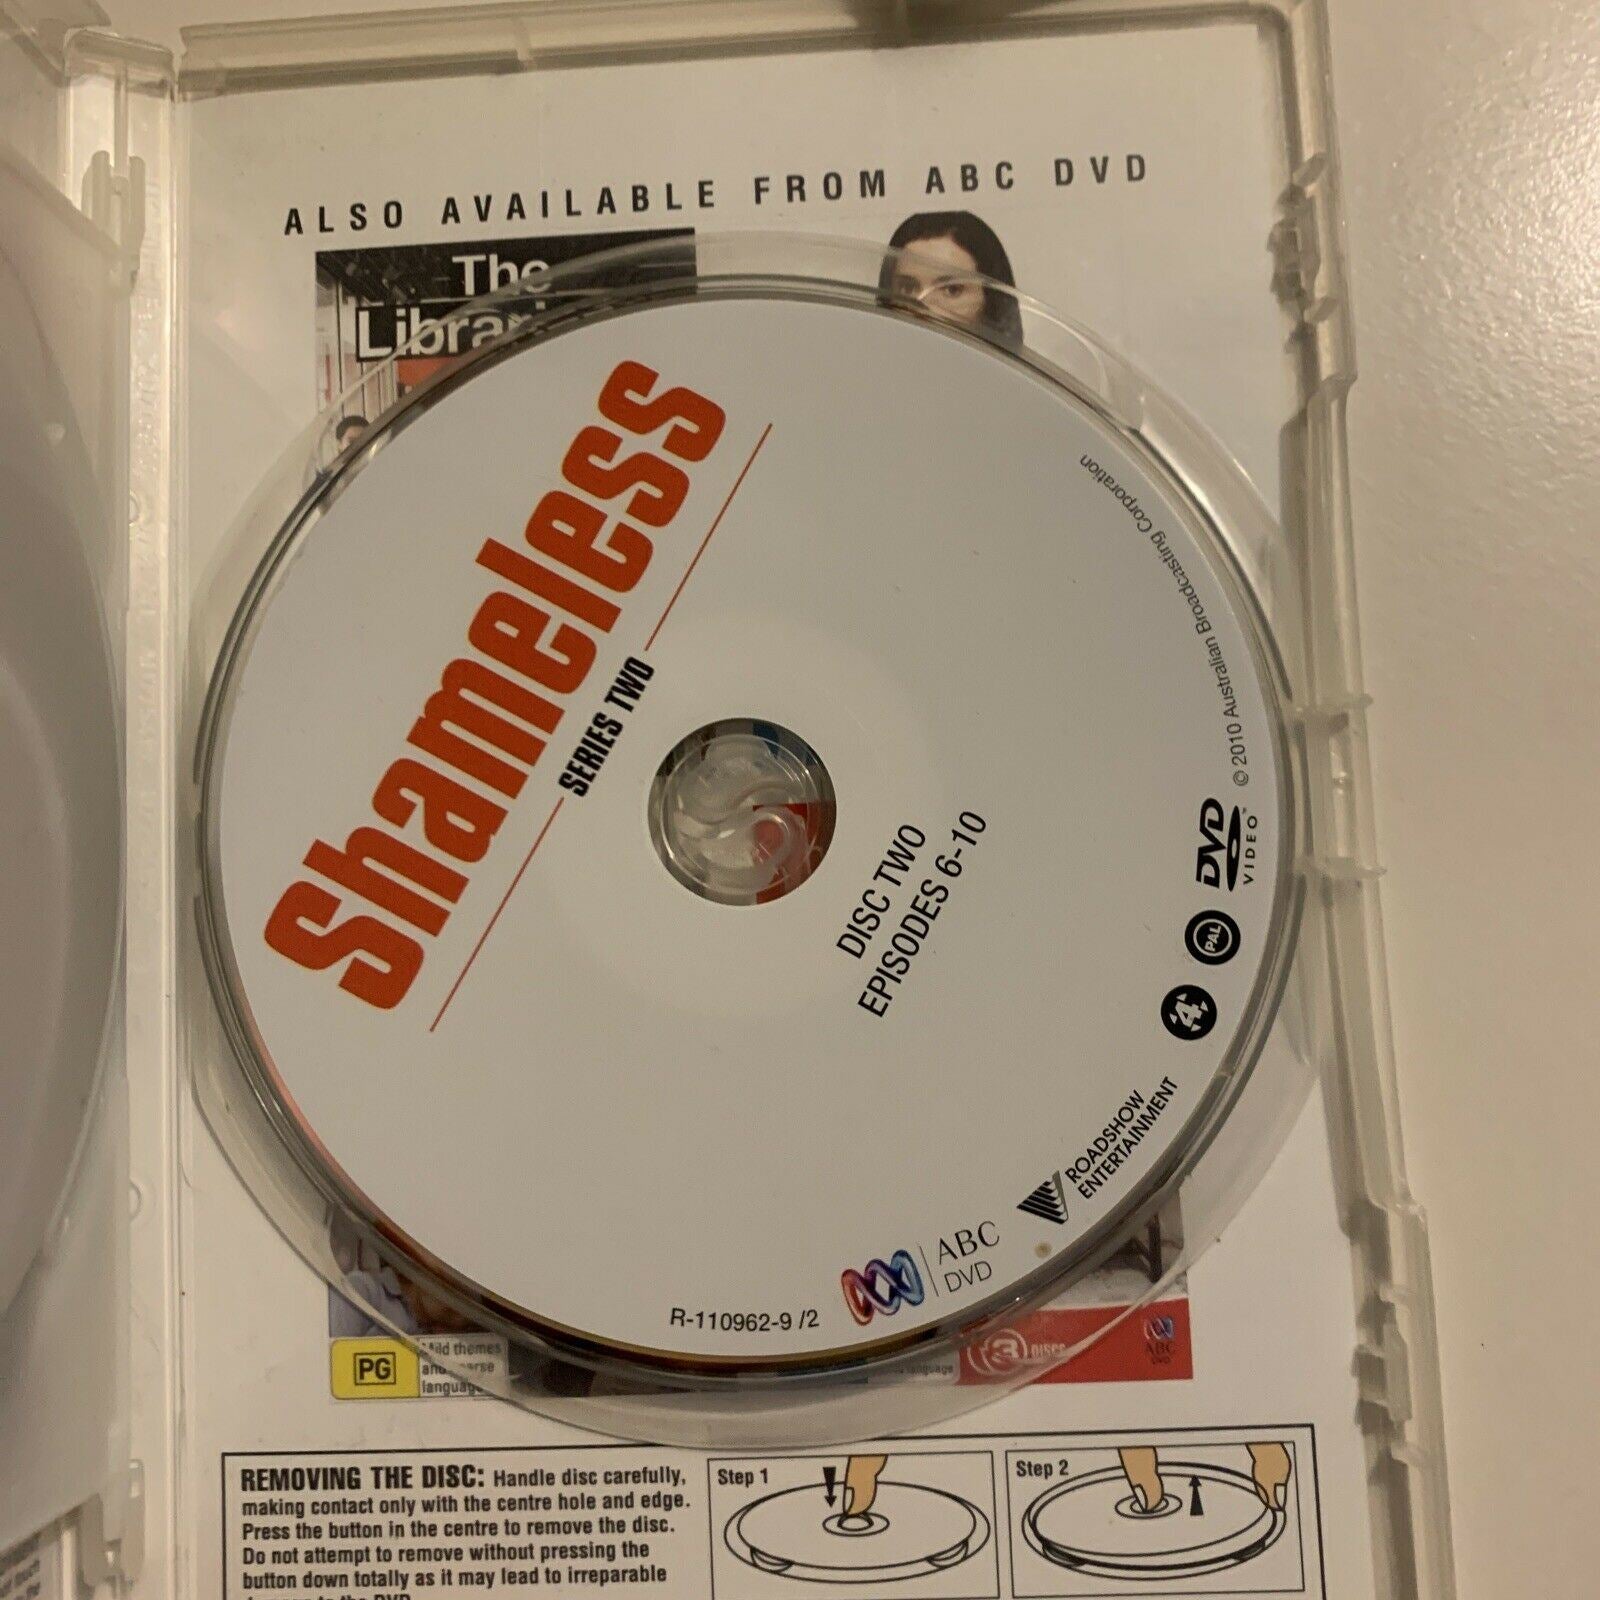 ALSO AVAILABLE FROM ABC DVD
The
Shameless
SERIES TWO
DISC TWO
EPISODES 6-10
© 2010 Australian Broadcasting Corporation
DVD
VIDEO
PAL
4
ROADSHOW
ENTERTAINMENT
ABC
DVD
R-110962-9 /2
PG
themes
language
3 DISCS
ABC
DVD
REMOVING THE DISC: Handle disc carefully,
making contact only with the centre hole and edge.
Press the button in the centre to remove the disc.
Do not attempt to remove without pressing the
button down totally as it may lead to irreparable
Step 1
Step 2